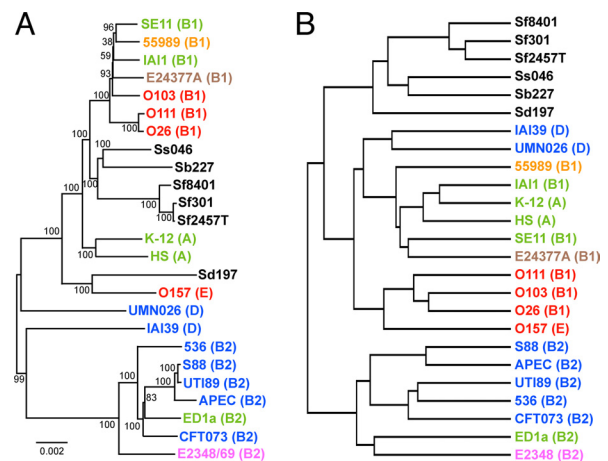 A
96
SE11 (B1)
38
55989 (B1)
59
IAI1 (B1)
93
E24377A (B1)
100
O103 (B1)
O111 (B1)
100
O26 (B1)
100
Ss046
100
Sb227
100
100
Sf8401
100
Sf301
100
Sf2457T
100
K-12 (A)
100
HS (A)
Sd197
100
O157 (E)
UMN026 (D)
IAI39 (D)
536 (B2)
100
S88 (B2)
99
100
UTI89 (B2)
100
83
APEC (B2)
ED1a (B2)
100
100
CFT073 (B2)
E2348/69 (B2)
0.002
B
Sf8401
Sf301
Sf2457T
Ss046
Sb227
Sd197
IAI39 (D)
UMN026 (D)
55989 (B1)
IAI1 (B1)
K-12 (A)
HS (A)
SE11 (B1)
E24377A (B1)
O111 (B1)
O103 (B1)
O26 (B1)
O157 (E)
S88 (B2)
APEC (B2)
UTI89 (B2)
536 (B2)
CFT073 (B2)
ED1a (B2)
E2348 (B2)